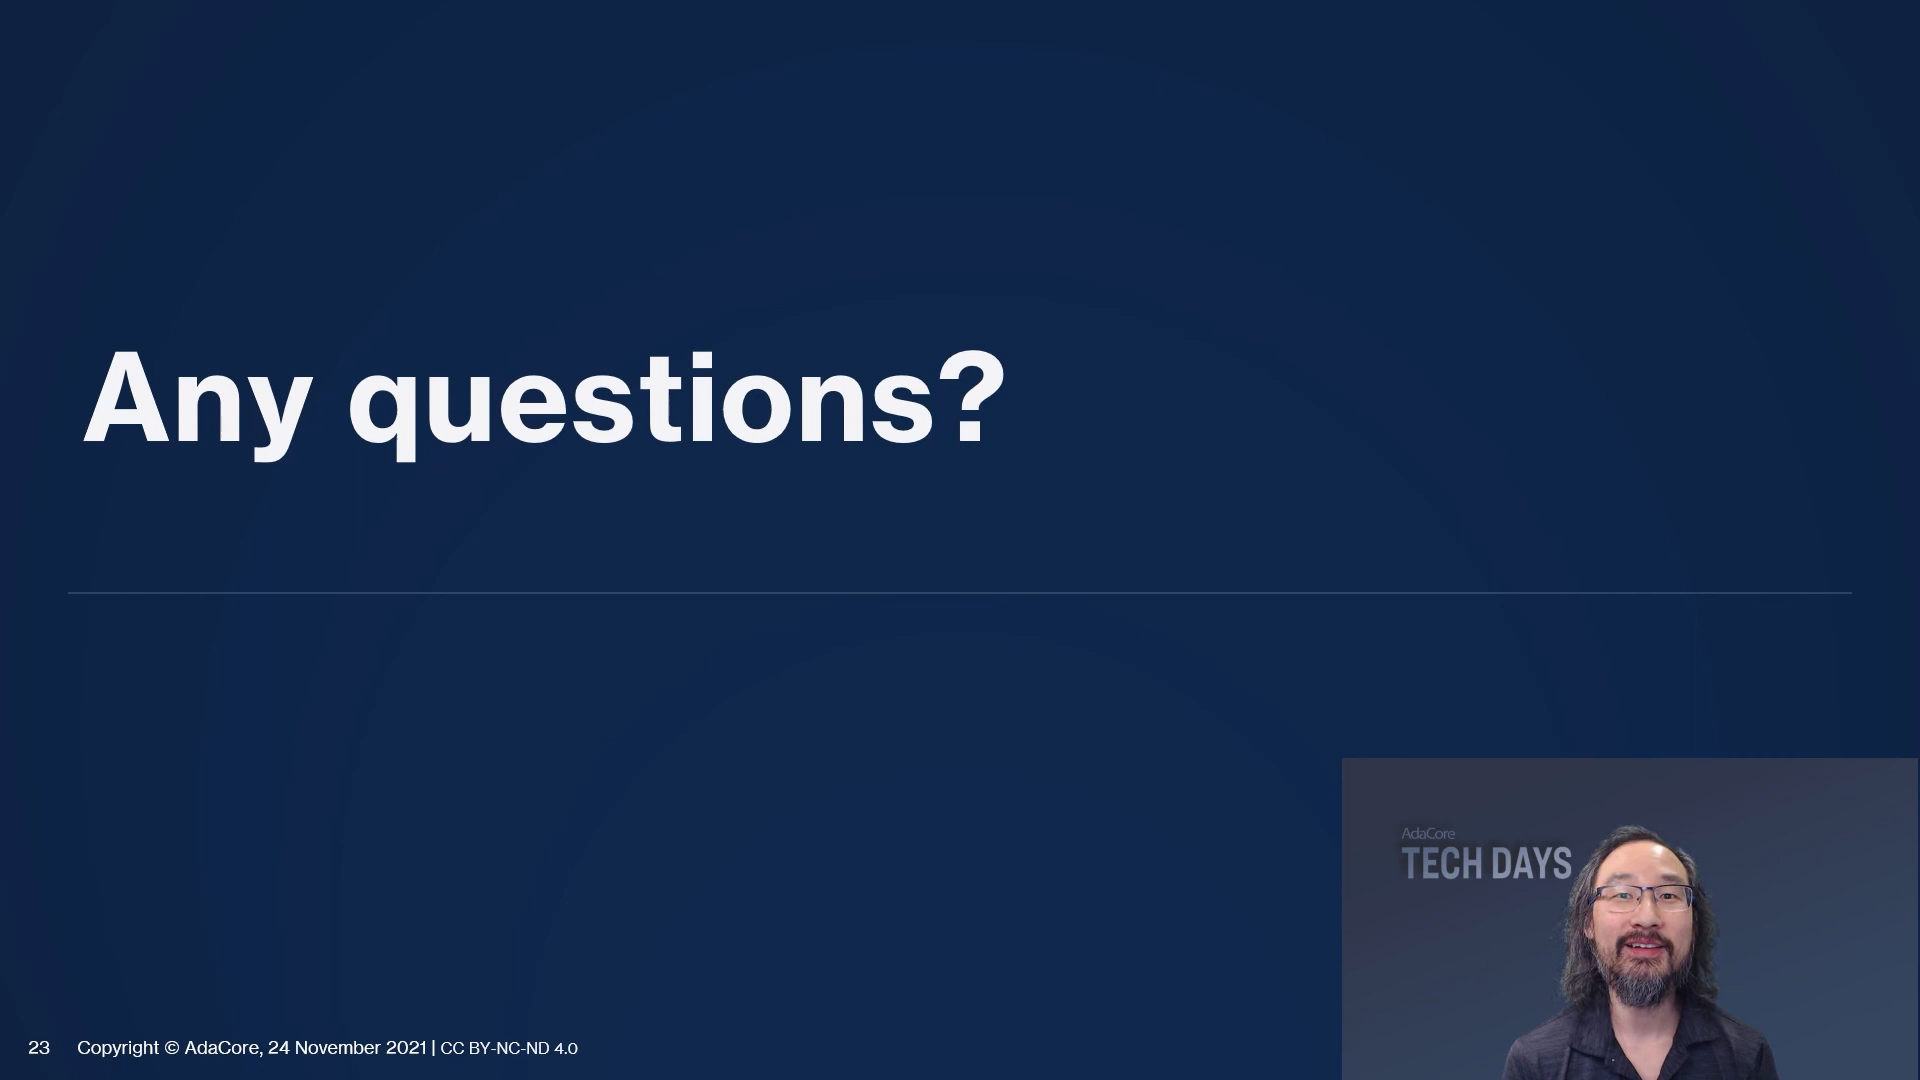 Any questions?
AdaCore
TECH DAYS
23 Copyright © AdaCore, 24 November 2021 | CC BY-NC-ND 4.0